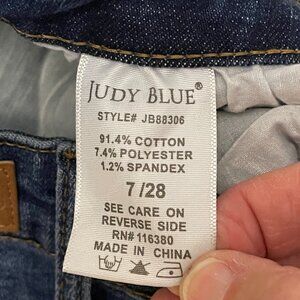 JUDY BLUE®
STYLE# JB88306
91.4% COTTON
7.4% POLYESTER
1.2% SPANDEX
7 /28
SEE CARE ON
REVERSE SIDE
RN# 116380
MADE IN CHINA